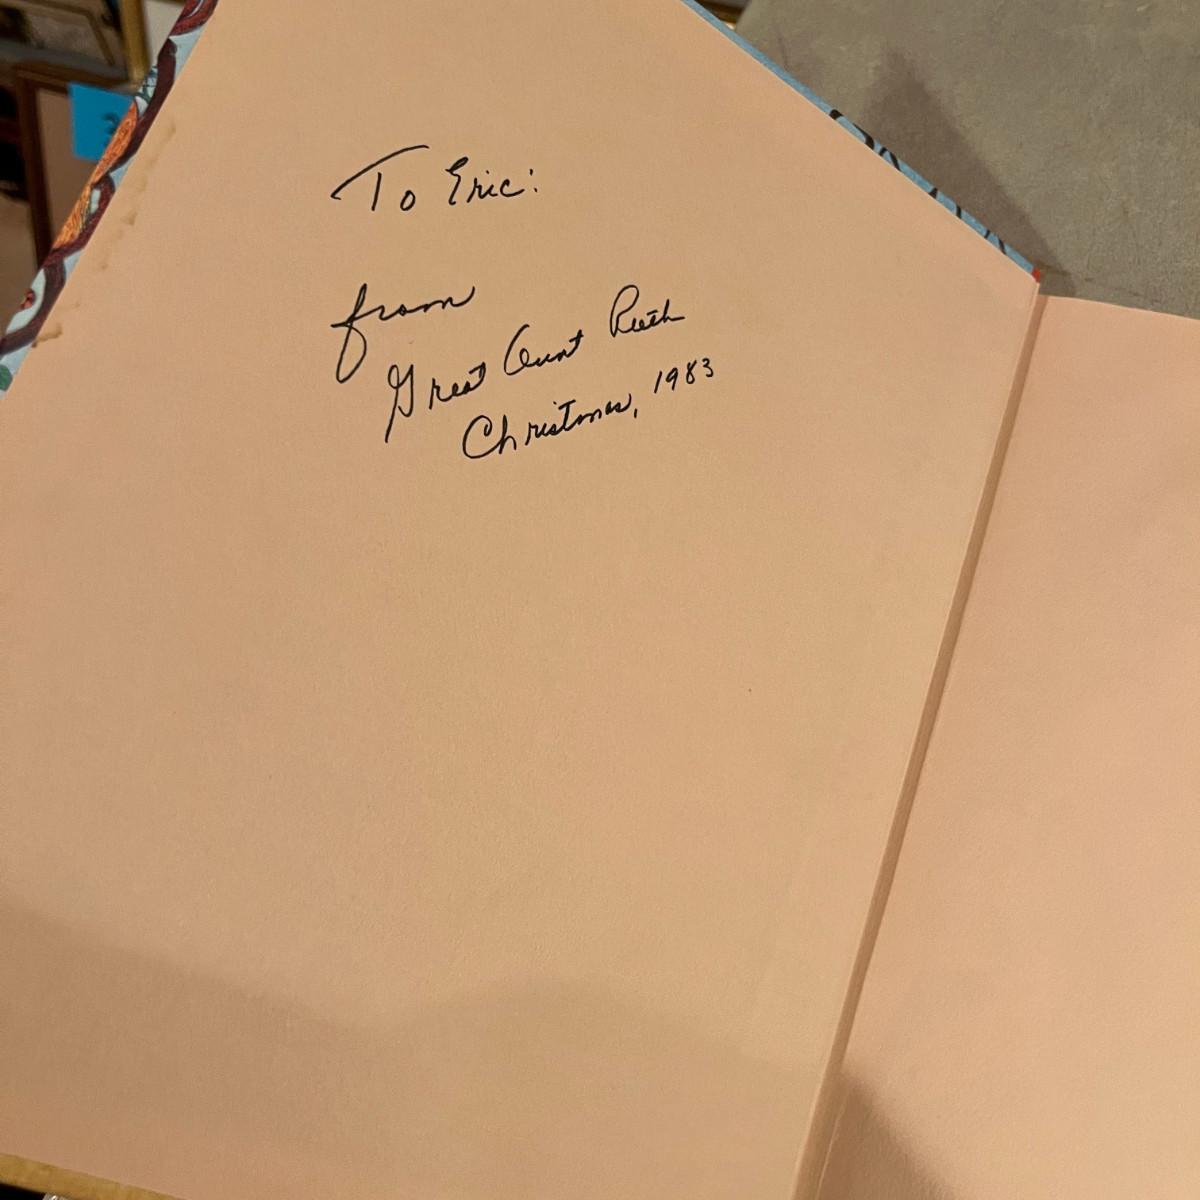 To Eric:
from
Great Aunt Ruth
Christmas, 1983